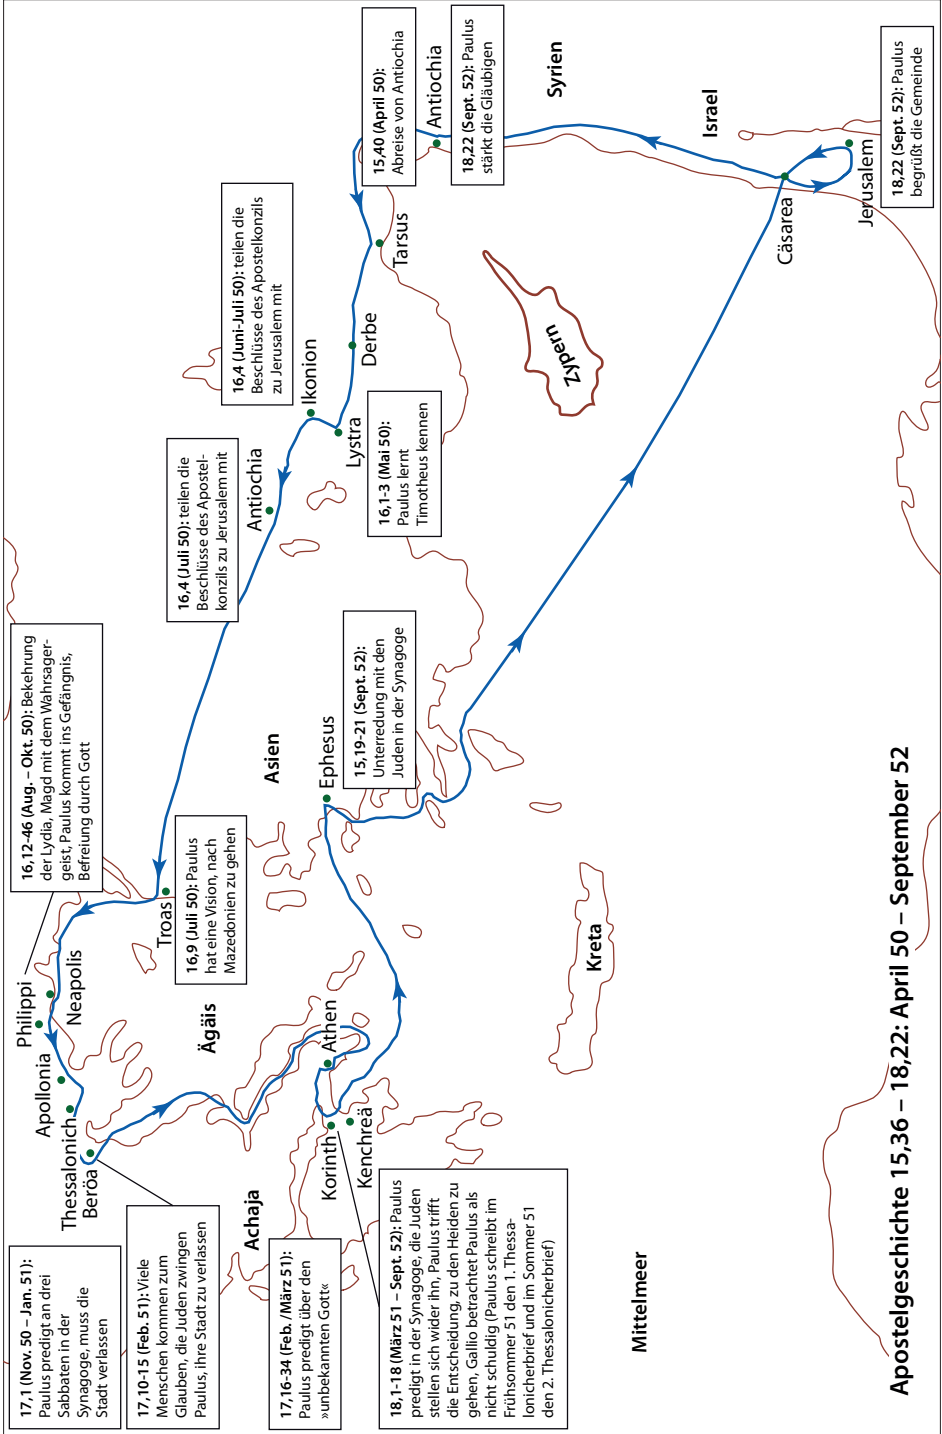 17,1 (Nov. 50 – Jan. 51):
Paulus predigt an drei
Sabbaten in der
Synagoge, muss die
Stadt verlassen
17,10-15 (Feb. 51): Viele
Menschen kommen zum
Glauben, die Juden zwingen
Paulus, ihre Stadt zu verlassen
17,16-34 (Feb. /März 51):
Paulus predigt über den
»unbekannten Gott«
18,1-18 (März 51 – Sept. 52): Paulus
predigt in der Synagoge, die Juden
stellen sich wider ihn, Paulus trifft
die Entscheidung, zu den Heiden zu
gehen, Gallio betrachtet Paulus als
nicht schuldig (Paulus schreibt im
Frühsommer 51 den 1. Thessa-
lonicherbrief und im Sommer 51
den 2. Thessalonicherbrief)
16,12-46 (Aug. – Okt. 50): Bekehrung
der Lydia, Magd mit dem Wahrsager-
geist, Paulus kommt ins Gefängnis,
Befreiung durch Gott
Philippi
Neapolis
Apollonia
Thessalonich
Beröa
Troas
16,9 (Juli 50): Paulus
hat eine Vision, nach
Mazedonien zu gehen
Ägäis
Achaja
Athen
Korinth
Kenchreä
Asien
Ephesus
15,19-21 (Sept. 52):
Unterredung mit den
Juden in der Synagoge
16,4 (Juli 50): teilen die
Beschlüsse des Apostel-
konzils zu Jerusalem mit
Antiochia
16,4 (Juni-Juli 50): teilen die
Beschlüsse des Apostelkonzils
zu Jerusalem mit
Ikonion
Lystra
16,1-3 (Mai 50):
Paulus lernt
Timotheus kennen
Derbe
Tarsus
15,40 (April 50):
Abreise von Antiochia
Antiochia
18,22 (Sept. 52): Paulus
stärkt die Gläubigen
Syrien
Zypern
Kreta
Israel
Cäsarea
Jerusalem
18,22 (Sept. 52): Paulus
begrüßt die Gemeinde
Mittelmeer
Apostelgeschichte 15,36 – 18,22: April 50 – September 52